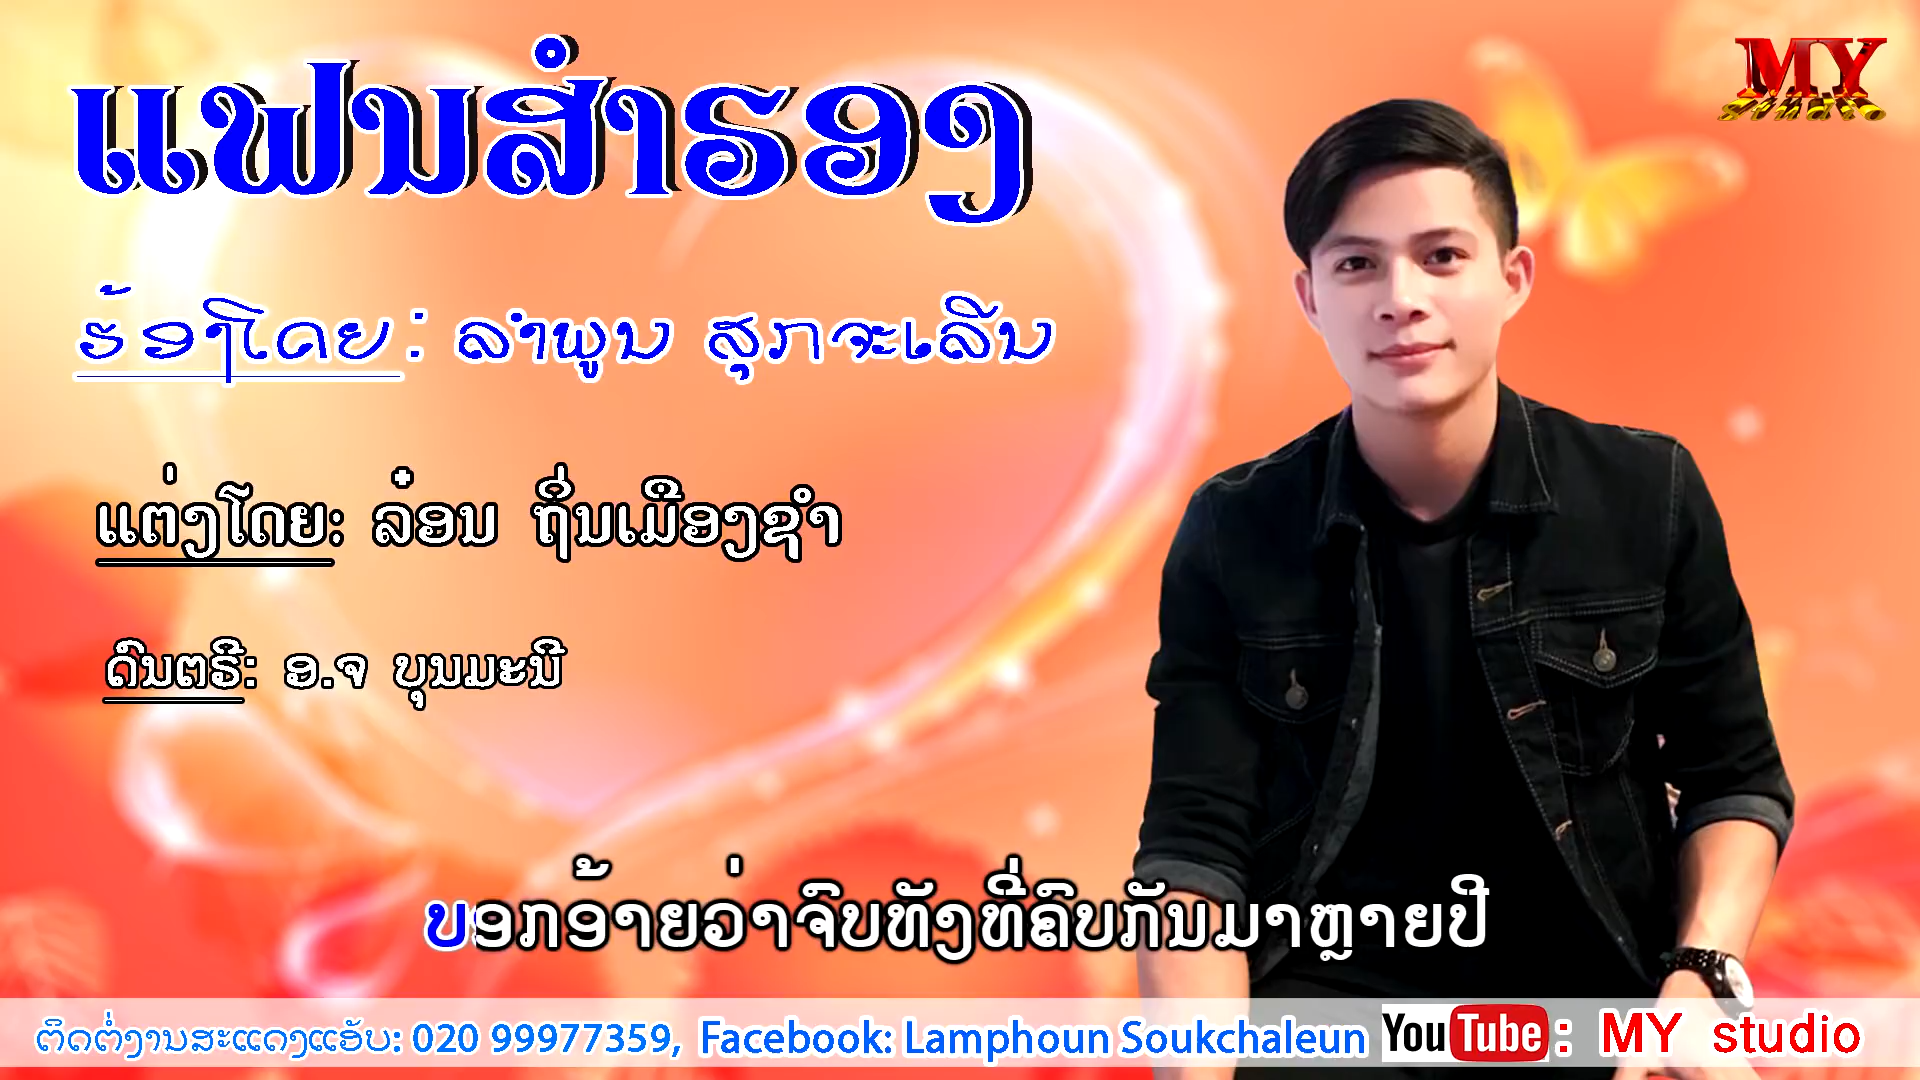 ແຟນສຳຮອງ
MY
studio
ຮ້ອງໂດຍ: ລຳພູນ ສຸກຈະເລີນ
ແຕ່ງໂດຍ: ລ໋ອນ ຖິ່ນເມືອງຊຳ
ດົນຕຣີ: ອ.ຈ ບຸນມະນີ
ບອກອ້າຍວ່າຈົບທັງທີ່ຄົບກັນມາຫຼາຍປີ
ຕິດຕໍ່ງານສະແດງແອັບ: 020 99977359, Facebook: Lamphoun Soukchaleun YouTube: MY studio